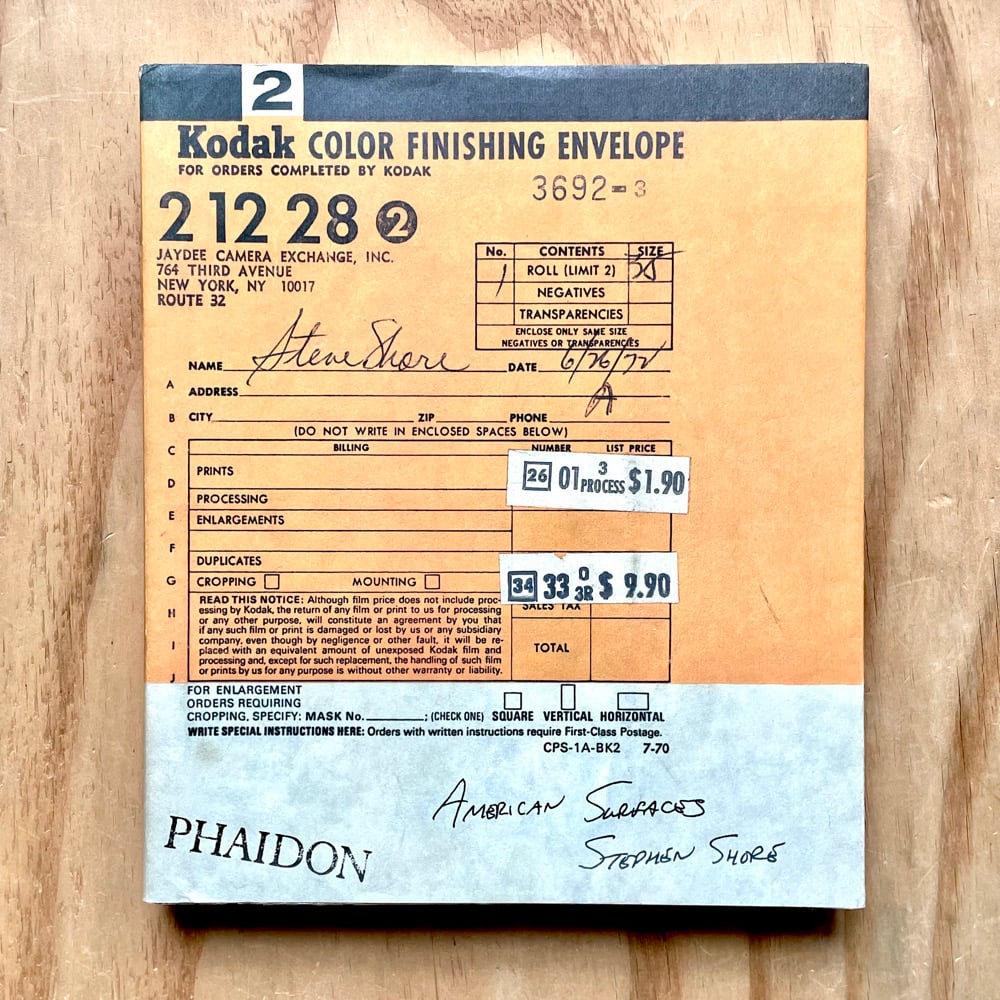 2
Kodak COLOR FINISHING ENVELOPE
FOR ORDERS COMPLETED BY KODAK
3692-3
2 12 28 2
JAYDEE CAMERA EXCHANGE, INC.
764 THIRD AVENUE
NEW YORK, NY 10017
ROUTE 32
No. CONTENTS SIZE
1 ROLL (LIMIT 2) 35
NEGATIVES
TRANSPARENCIES
ENCLOSE ONLY SAME SIZE
NEGATIVES OR TRANSPARENCIES
NAME Steve Shore DATE 6/26/72
A
A ADDRESS
B CITY ZIP PHONE
(DO NOT WRITE IN ENCLOSED SPACES BELOW)
C BILLING NUMBER LIST PRICE
PRINTS
26 01 3 PROCESS $1.90
D
PROCESSING
E ENLARGEMENTS
F
DUPLICATES
34 33 0 3R $ 9.90
G CROPPING MOUNTING
H
I
J
READ THIS NOTICE: Although film price does not include proc-
essing by Kodak, the return of any film or print to us for processing
or any other purpose, will constitute an agreement by you that
if any such film or print is damaged or lost by us or any subsidiary
company, even though by negligence or other fault, it will be re-
placed with an equivalent amount of unexposed Kodak film and
processing and, except for such replacement, the handling of such film
or prints by us for any purpose is without other warranty or liability.
SALES TAX
TOTAL
FOR ENLARGEMENT
ORDERS REQUIRING
CROPPING, SPECIFY: MASK No. ; (CHECK ONE) SQUARE VERTICAL HORIZONTAL
WRITE SPECIAL INSTRUCTIONS HERE: Orders with written instructions require First-Class Postage.
CPS-1A-BK2 7-70
AMERICAN SURFACES
STEPHEN SHORE
PHAIDON